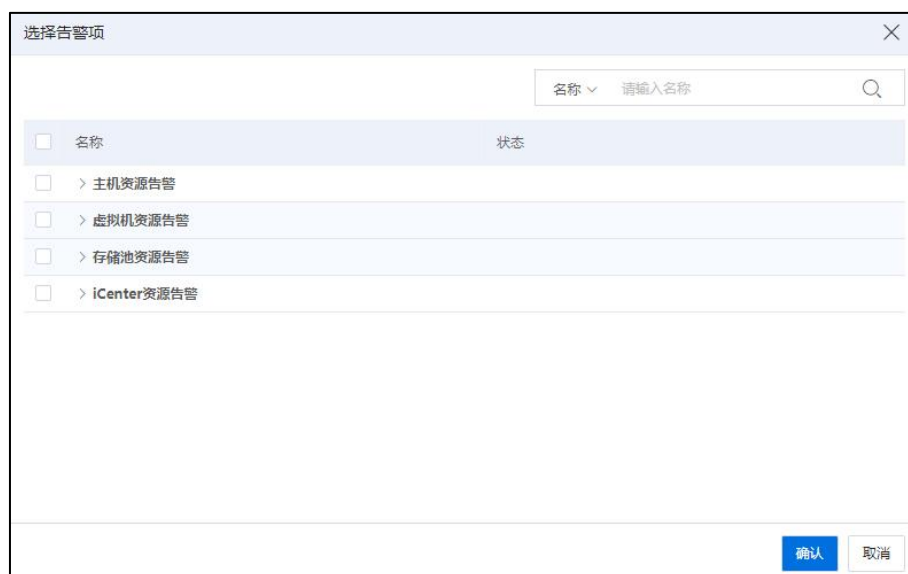 选择告警项
名称 请输入名称
名称 状态
主机资源告警
虚拟机资源告警
存储池资源告警
iCenter资源告警
确认 取消